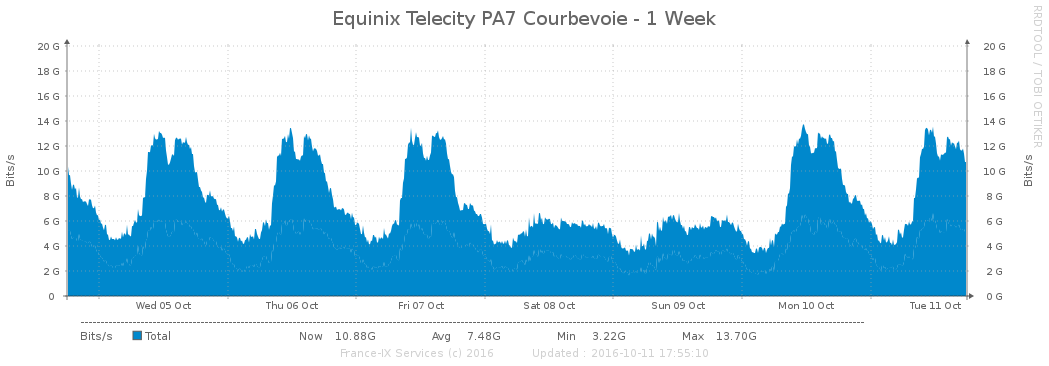 Equinix Telecity PA7 Courbevoie - 1 Week
RRDTOOL / TOBI OETIKER
20 G 20 G
18 G 18 G
16 G 16 G
14 G 14 G
12 G 12 G
10 G 10 G
8 G 8 G
6 G 6 G
4 G 4 G
2 G 2 G
0 0 G
Bits/s
Bits/s
Wed 05 Oct Thu 06 Oct Fri 07 Oct Sat 08 Oct Sun 09 Oct Mon 10 Oct Tue 11 Oct
Bits/s Total Now 10.88G Avg 7.48G Min 3.22G Max 13.70G
France-IX Services (c) 2016 Updated : 2016-10-11 17:55:10